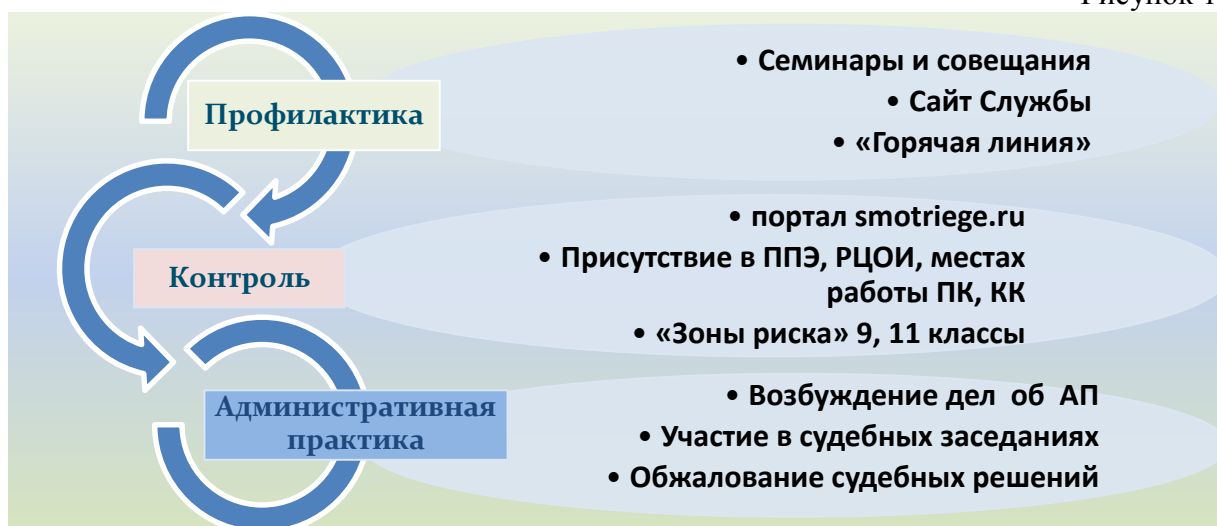 Рисунок 1
Профилактика
• Семинары и совещания
• Сайт Службы
• «Горячая линия»
Контроль
• портал smotriege.ru
• Присутствие в ППЭ, РЦОИ, местах
работы ПК, КК
• «Зоны риска» 9, 11 классы
Административная
практика
• Возбуждение дел об АП
• Участие в судебных заседаниях
• Обжалование судебных решений